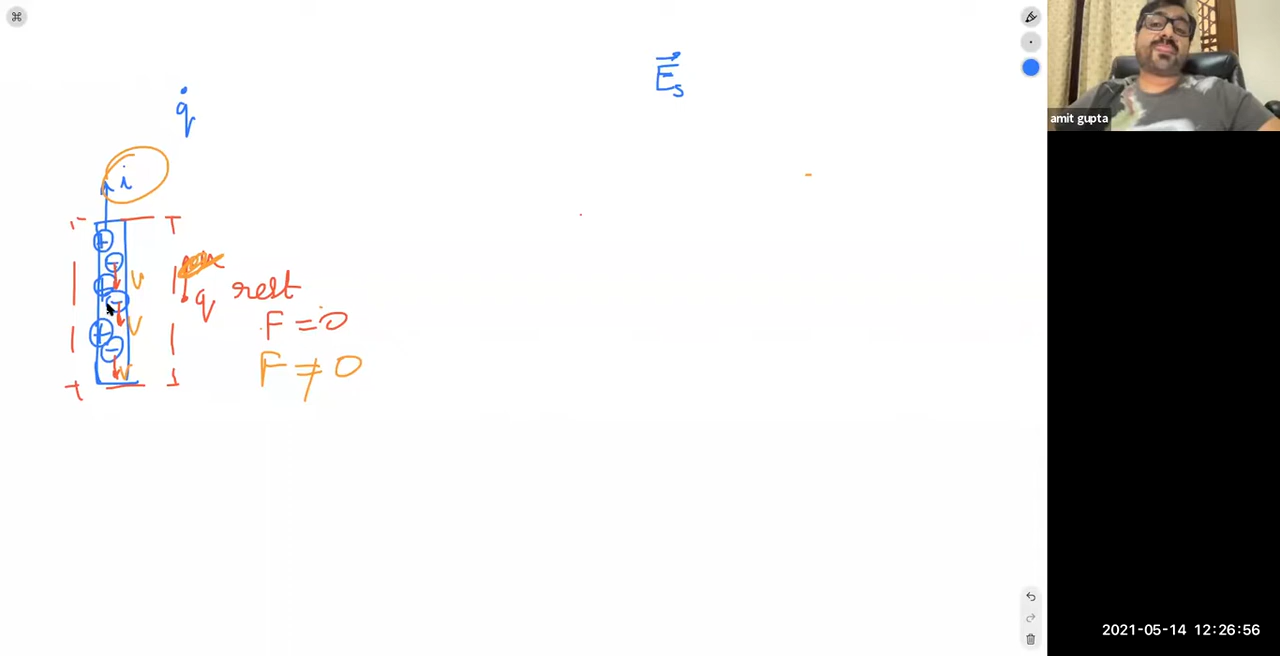 E⃗s
q
i
amit gupta
+
-
V
+
q rest
-
V
F = 0
+
-
V
F ≠ 0
2021-05-14 12:26:56